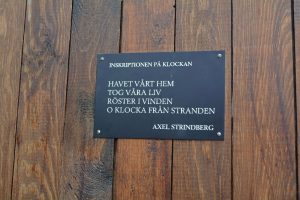 INSKRIPTIONEN PÅ KLOCKAN
HAVET VÅRT HEM
TOG VÅRA LIV
RÖSTER I VINDEN
O KLOCKA FRÅN STRANDEN
AXEL STRINDBERG